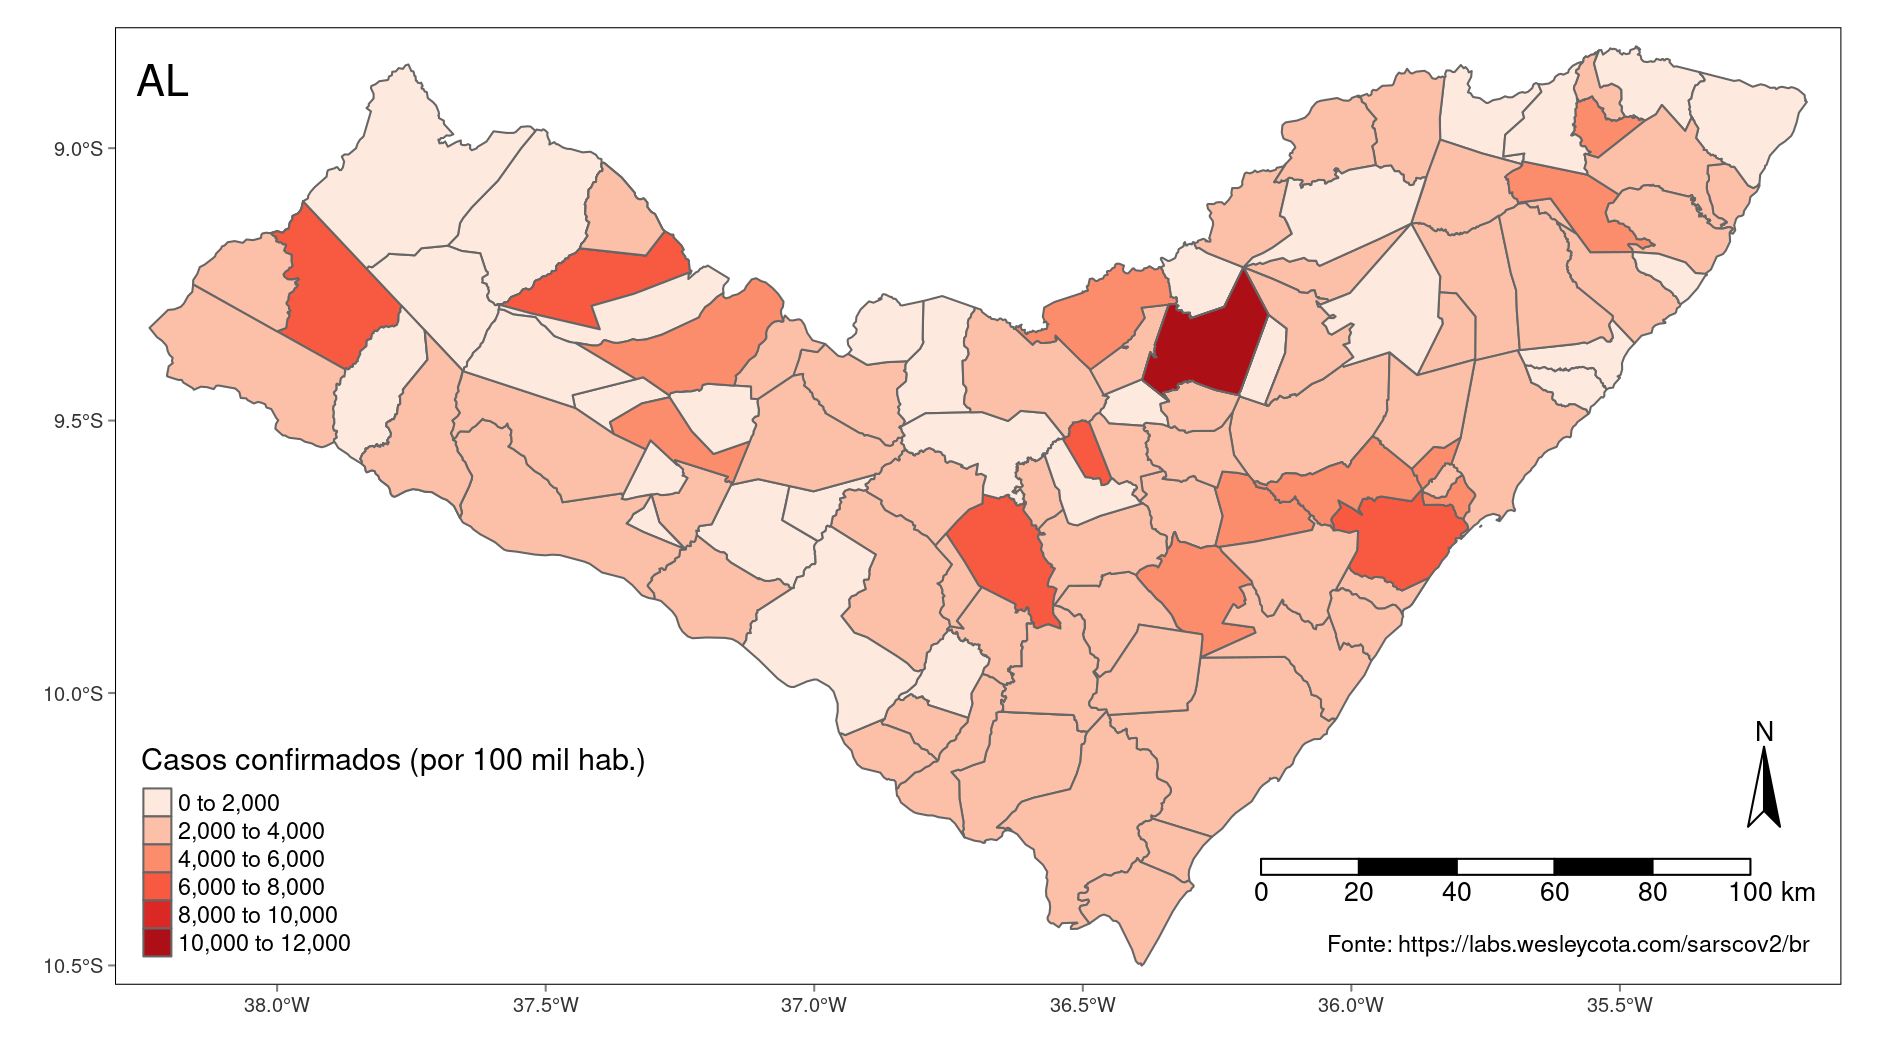 AL
9.0°S
9.5°S
10.0°S
10.5°S
Casos confirmados (por 100 mil hab.)
0 to 2,000
2,000 to 4,000
4,000 to 6,000
6,000 to 8,000
8,000 to 10,000
10,000 to 12,000
N
0 20 40 60 80 100 km
Fonte: https://labs.wesleycota.com/sarscov2/br
38.0°W 37.5°W 37.0°W 36.5°W 36.0°W 35.5°W